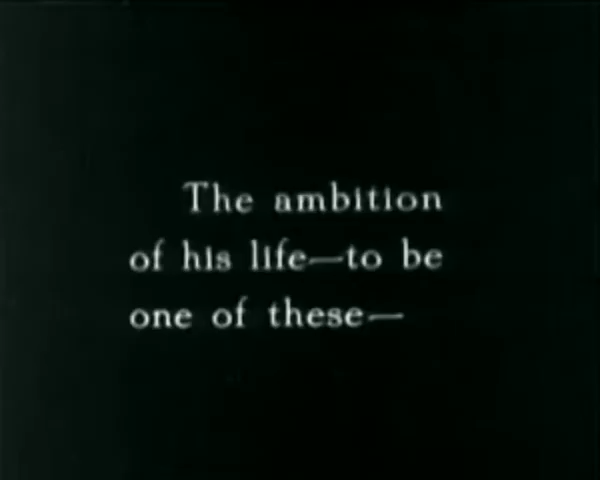 The ambition
of his life—to be
one of these—